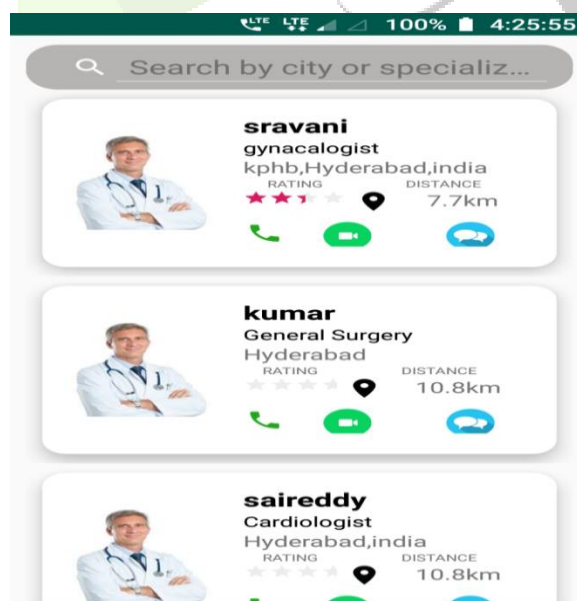 LTE LTE 100% 4:25:55
Search by city or specializ...
sravani
gynacalogist
kphb,Hyderabad,india
RATING DISTANCE
7.7km
kumar
General Surgery
Hyderabad
RATING DISTANCE
10.8km
saireddy
Cardiologist
Hyderabad,india
RATING DISTANCE
10.8km